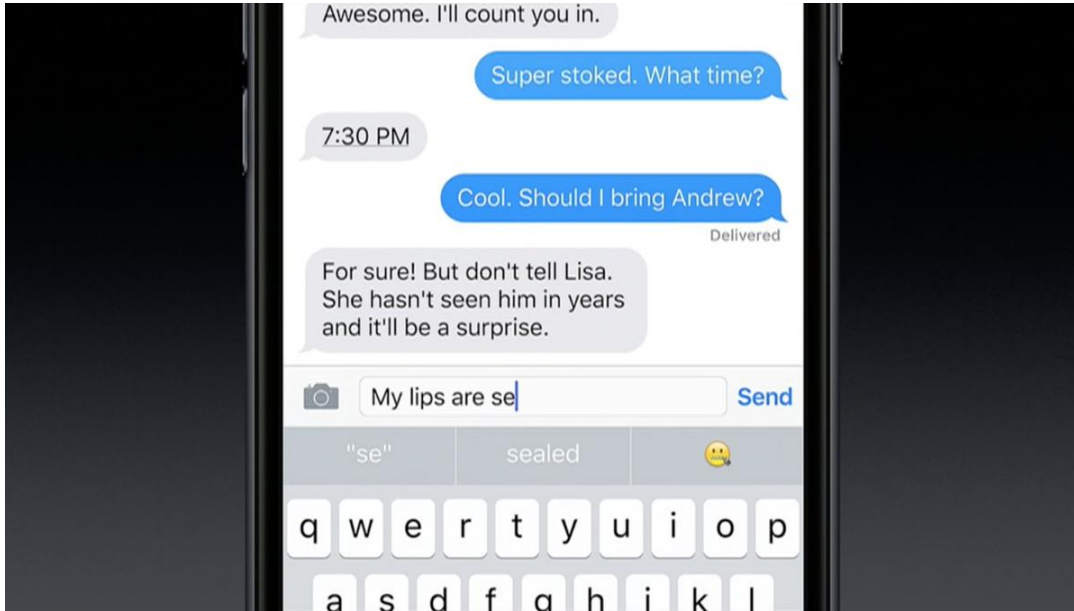 Awesome. I'll count you in.
Super stoked. What time?
7:30 PM
Cool. Should I bring Andrew?
Delivered
For sure! But don't tell Lisa.
She hasn't seen him in years
and it'll be a surprise.
My lips are se
Send
"se" sealed
q w e r t y u i o p
a s d f g h j k l